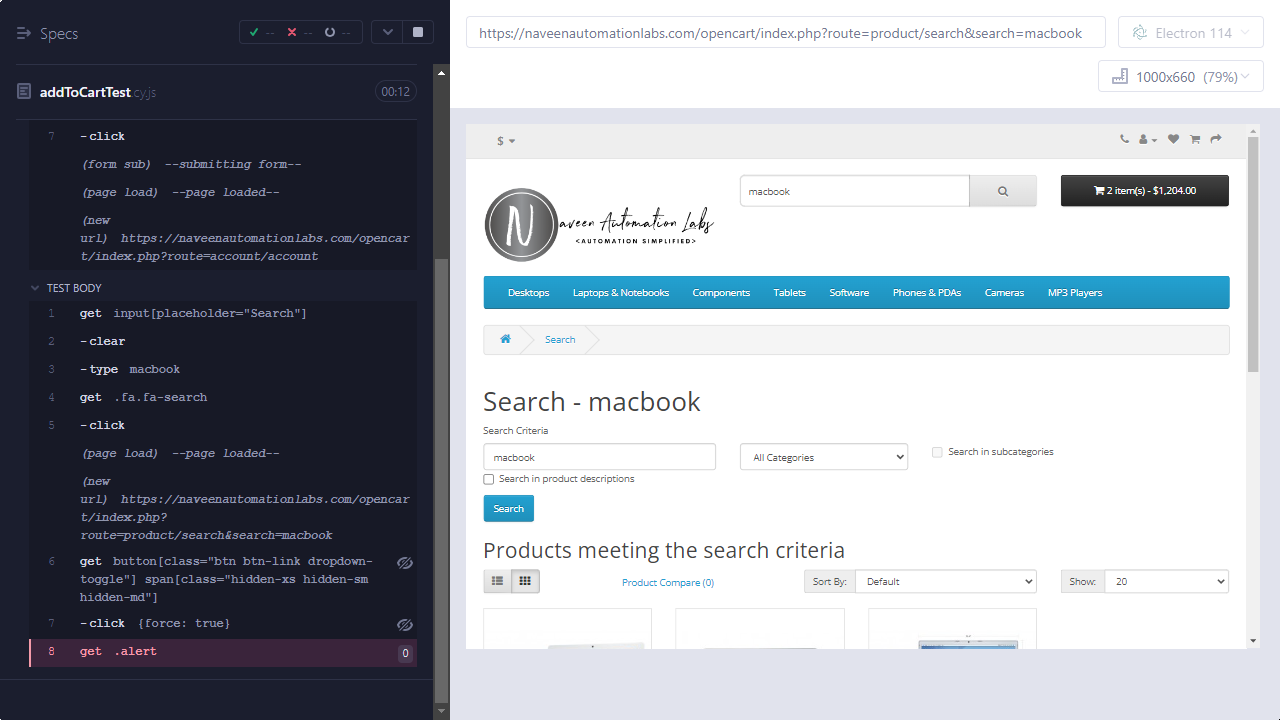 Specs
-- -- --
addToCartTest.cy.js
00:12
7 -click
(form sub) --submitting form--
(page load) --page loaded--
(new
url) https://naveenautomationlabs.com/opencar
t/index.php?route=account/account
TEST BODY
1 get input[placeholder="Search"]
2 -clear
3 -type macbook
4 get .fa.fa-search
5 -click
(page load) --page loaded--
(new
url) https://naveenautomationlabs.com/opencar
t/index.php?
route=product/search&search=macbook
6 get button[class="btn btn-link dropdown-
toggle"] span[class="hidden-xs hidden-sm
hidden-md"]
7 -click {force: true}
8 get .alert 0
https://naveenautomationlabs.com/opencart/index.php?route=product/search&search=macbook
Electron 114
1000x660 (79%)
$
N
Naveen Automation Labs
<AUTOMATION SIMPLIFIED>
macbook
2 item(s) - $1,204.00
Desktops Laptops & Notebooks Components Tablets Software Phones & PDAs Cameras MP3 Players
Search
Search - macbook
Search Criteria
macbook
All Categories
Search in subcategories
Search in product descriptions
Search
Products meeting the search criteria
Product Compare (0)
Sort By: Default
Show: 20